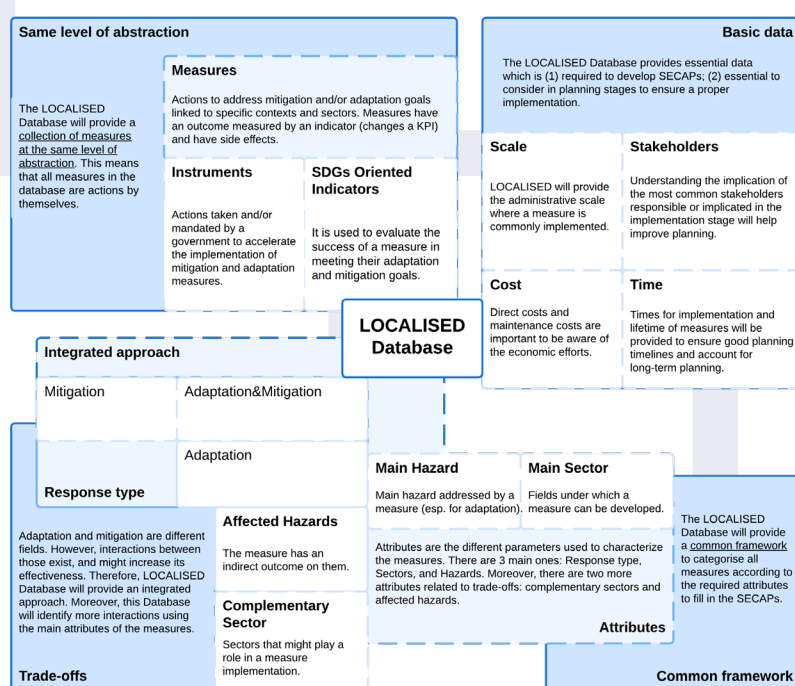 Same level of abstraction
The LOCALISED
Database will provide a
collection of measures
at the same level of
abstraction. This means
that all measures in the
database are actions by
themselves.
Measures
Actions to address mitigation and/or adaptation goals
linked to specific contexts and sectors. Measures have
an outcome measured by an indicator (changes a KPI)
and have side effects.
Instruments
Actions taken and/or
mandated by a
government to accelerate
the implementation of
mitigation and adaptation
measures.
SDGs Oriented
Indicators
It is used to evaluate the
success of a measure in
meeting their adaptation
and mitigation goals.
Basic data
The LOCALISED Database provides essential data
which is (1) required to develop SECAPs; (2) essential to
consider in planning stages to ensure a proper
implementation.
Scale
LOCALISED will provide
the administrative scale
where a measure is
commonly implemented.
Stakeholders
Understanding the implication of
the most common stakeholders
responsible or implicated in the
implementation stage will help
improve planning.
Cost
Direct costs and
maintenance costs are
important to be aware of
the economic efforts.
Time
Times for implementation and
lifetime of measures will be
provided to ensure good planning
timelines and account for
long-term planning.
LOCALISED
Database
Integrated approach
Mitigation
Adaptation&Mitigation
Adaptation
Response type
Adaptation and mitigation are different
fields. However, interactions between
those exist, and might increase its
effectiveness. Therefore, LOCALISED
Database will provide an integrated
approach. Moreover, this Database
will identify more interactions using
the main attributes of the measures.
Trade-offs
Affected Hazards
The measure has an
indirect outcome on them.
Complementary
Sector
Sectors that might play a
role in a measure
implementation.
Main Hazard
Main hazard addressed by a
measure (esp. for adaptation).
Main Sector
Fields under which a
measure can be developed.
Attributes are the different parameters used to characterize
the measures. There are 3 main ones: Response type,
Sectors, and Hazards. Moreover, there are two more
attributes related to trade-offs: complementary sectors and
affected hazards.
Attributes
The LOCALISED
Database will provide
a common framework
to categorise all
measures according to
the required attributes
to fill in the SECAPs.
Common framework